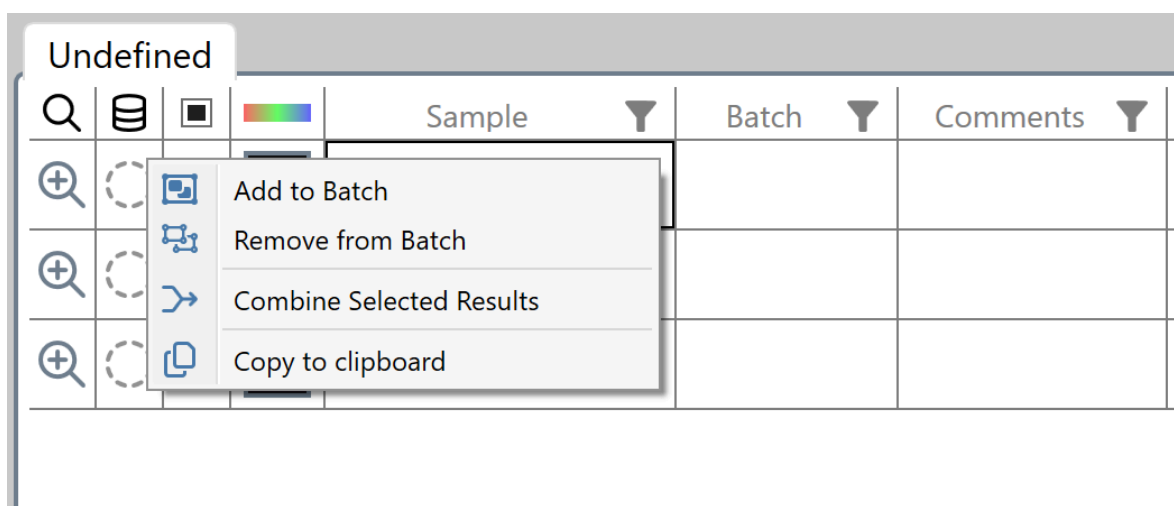 Undefined
Sample Batch Comments
Add to Batch
Remove from Batch
Combine Selected Results
Copy to clipboard